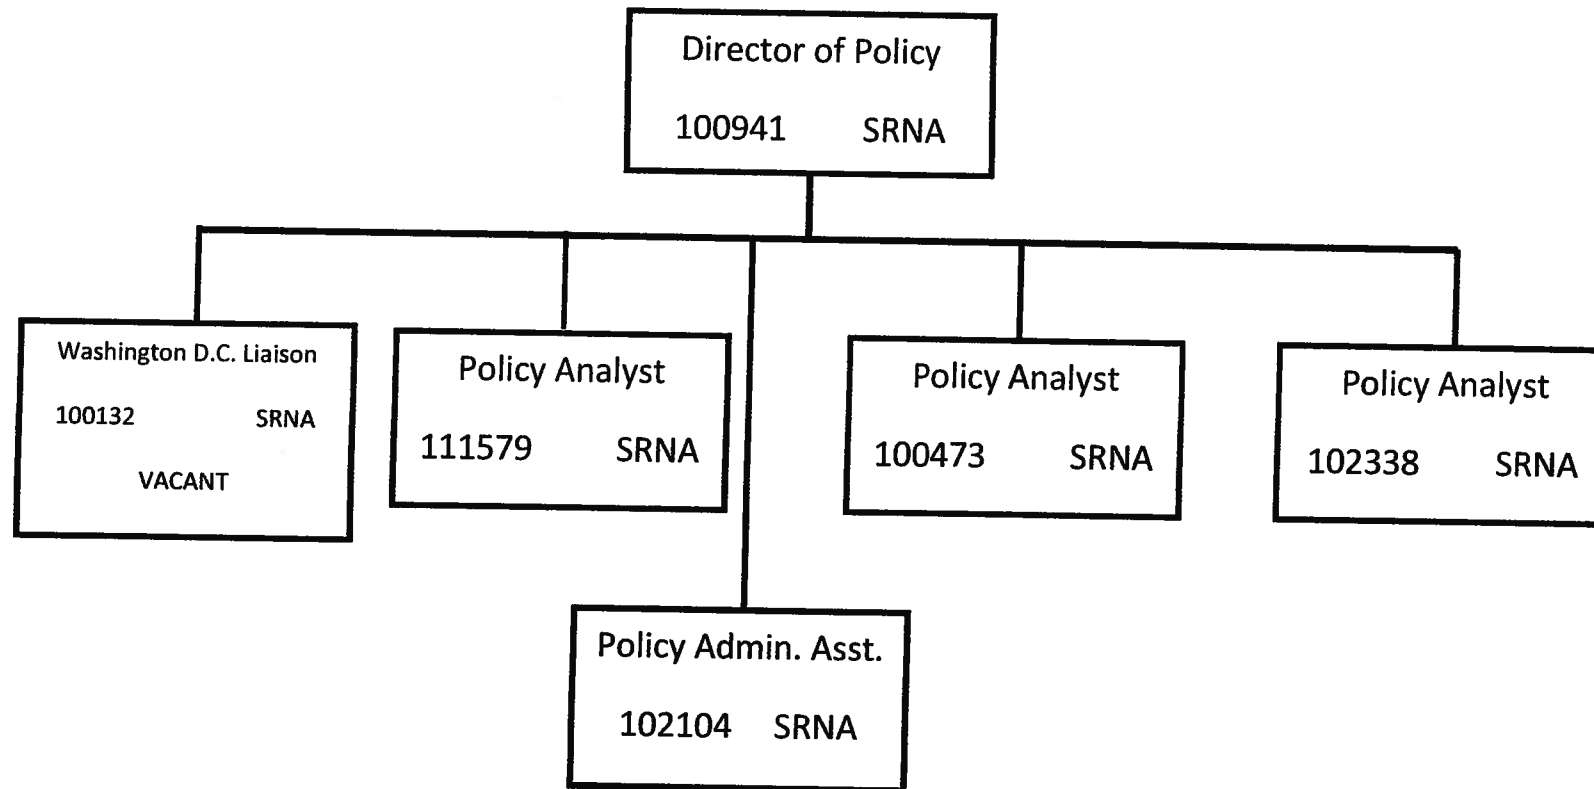 Director of Policy
100941 SRNA
Washington D.C. Liaison
100132 SRNA
VACANT
Policy Analyst
111579 SRNA
Policy Analyst
100473 SRNA
Policy Analyst
102338 SRNA
Policy Admin. Asst.
102104 SRNA